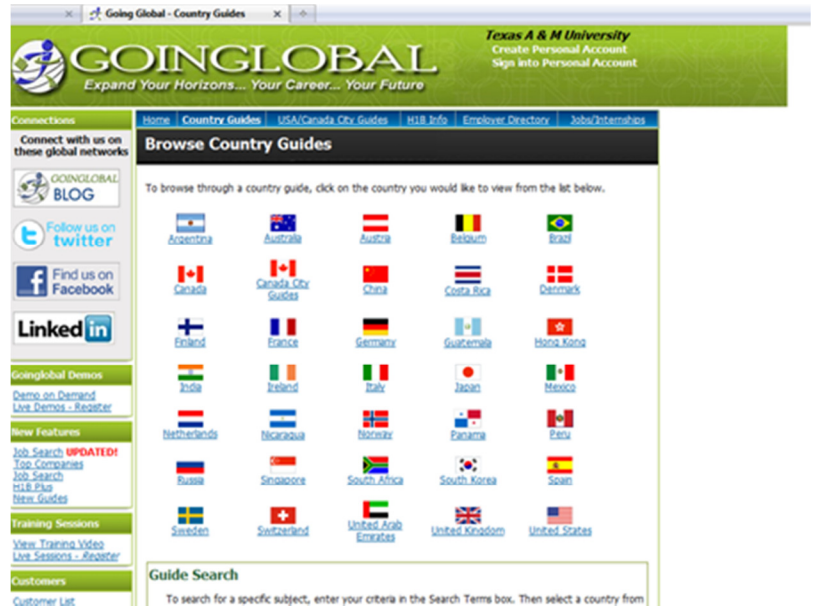 Going Global - Country Guides
Texas A & M University
GOINGLOBAL
Create Personal Account
Sign into Personal Account
Expand Your Horizons... Your Career... Your Future
Connections
Home Country Guides USA/Canada City Guides H1B Info Employer Directory Jobs/Internships
Connect with us on
these global networks
Browse Country Guides
GOINGLOBAL
BLOG
To browse through a country guide, click on the country you would like to view from the list below.
Follow us on
twitter
Argentina Australia Austria Belgium Brazil
Find us on
Facebook
Canada Canada City Guides China Costa Rica Denmark
Linked in
Finland France Germany Guatemala Hong Kong
Goinglobal Demos
India Ireland Italy Japan Mexico
Demo on Demand
Live Demos - Register
New Features
Netherlands Nicaragua Norway Panama Peru
Job Search UPDATED!
Top Companies
Job Search
H1B Plus
New Guides
Russia Singapore South Africa South Korea Spain
Training Sessions
Sweden Switzerland United Arab Emirates United Kingdom United States
View Training Video
Live Sessions - Register
Customers
Customer List
Guide Search
To search for a specific subject, enter your criteria in the Search Terms box. Then select a country from